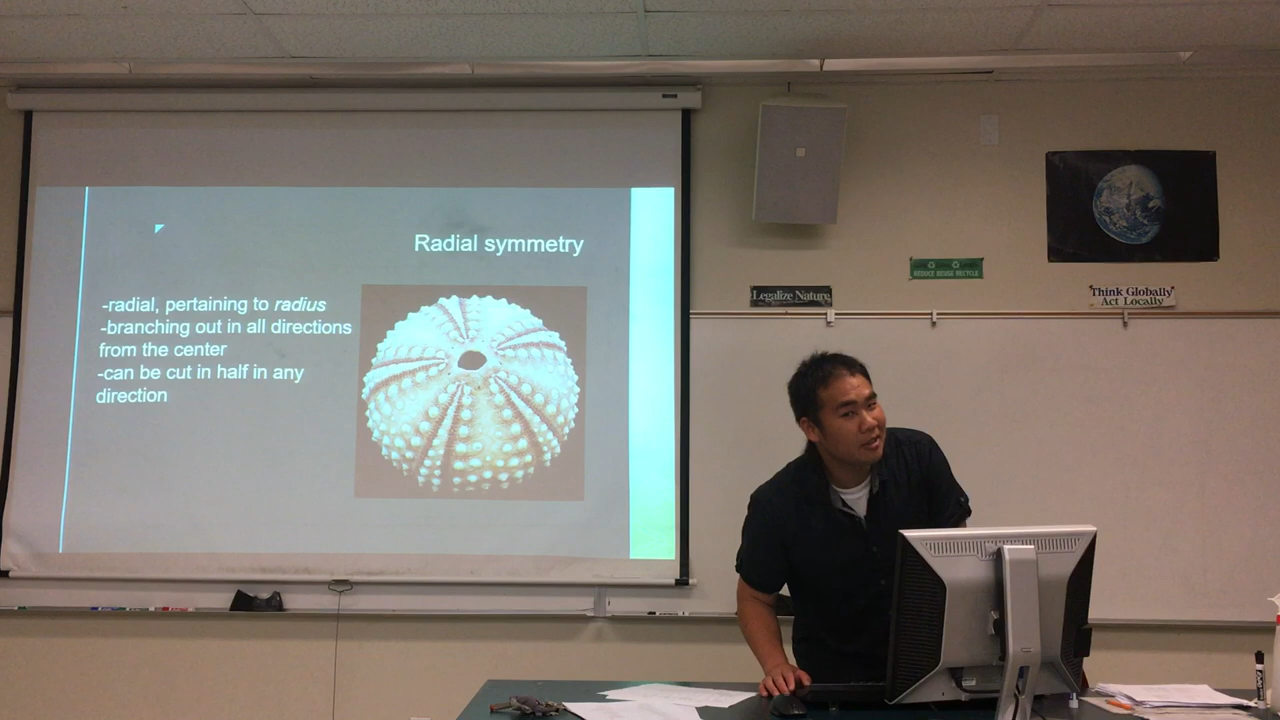 Radial symmetry
-radial, pertaining to radius
-branching out in all directions
from the center
-can be cut in half in any
direction
REDUCE REUSE RECYCLE
Legalize Nature
Think Globally
Act Locally